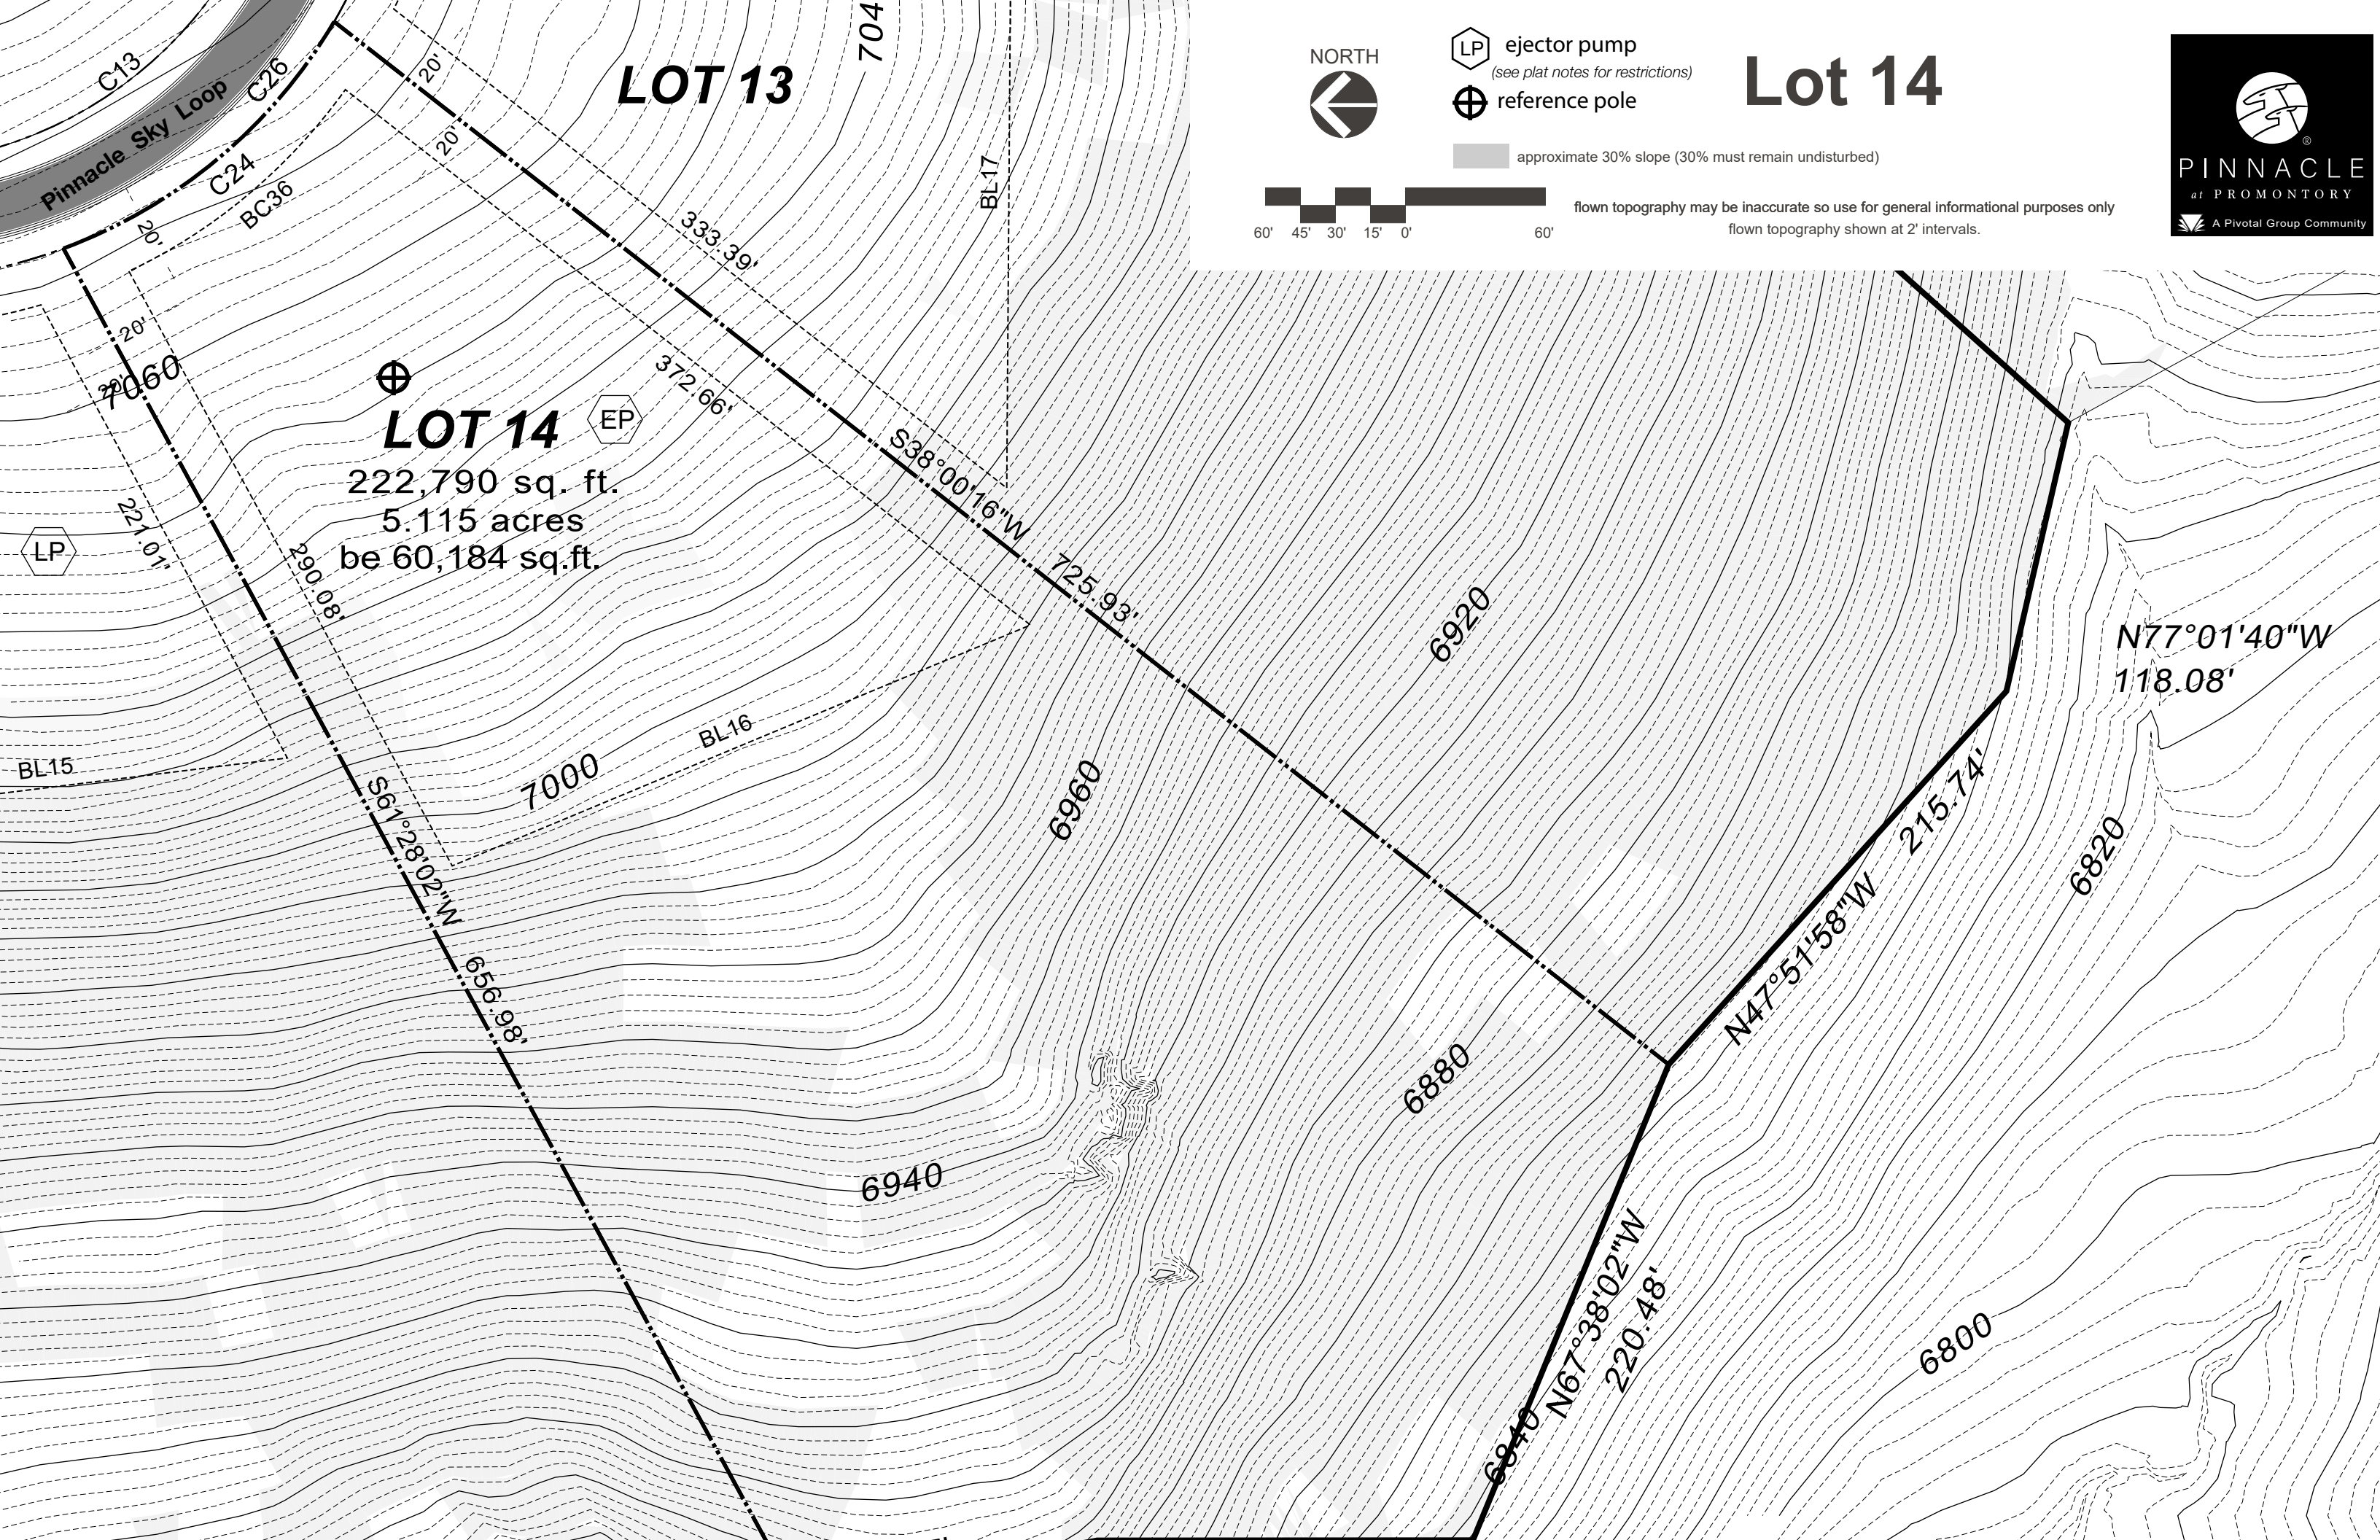 C13
Pinnacle Sky Loop
C26
C24
BC36
20'
20'
20'
20'
LOT 13
704
BL17
333.39'
372.66'
NORTH
LP
ejector pump
(see plat notes for restrictions)
reference pole
Lot 14
approximate 30% slope (30% must remain undisturbed)
60' 45' 30' 15' 0' 60'
flown topography may be inaccurate so use for general informational purposes only
flown topography shown at 2' intervals.
®
PINNACLE
at PROMONTORY
A Pivotal Group Community
7060
20'
LOT 14
EP
222,790 sq. ft.
5.115 acres
be 60,184 sq.ft.
LP
221.01'
290.08'
S38°00'16"W
725.93'
6920
N77°01'40"W
118.08'
BL15
BL16
7000
6960
S61°28'02"W
656.98'
215.74'
N47°51'58"W
6820
6880
6940
N67°38'02"W
220.48'
6840
6800